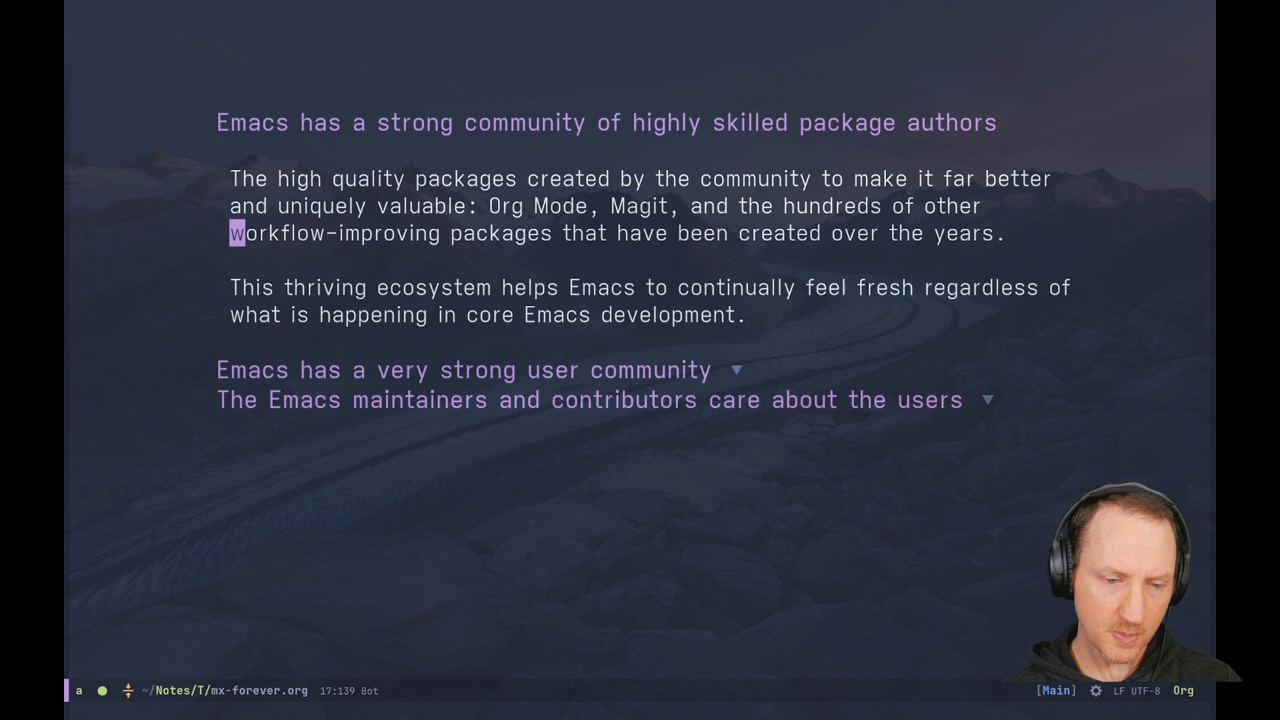 Emacs has a strong community of highly skilled package authors
The high quality packages created by the community to make it far better
and uniquely valuable: Org Mode, Magit, and the hundreds of other
workflow-improving packages that have been created over the years.
This thriving ecosystem helps Emacs to continually feel fresh regardless of
what is happening in core Emacs development.
Emacs has a very strong user community ▼
The Emacs maintainers and contributors care about the users ▼
a ~/Notes/T/mx-forever.org 17:139 Bot [Main] LF UTF-8 Org